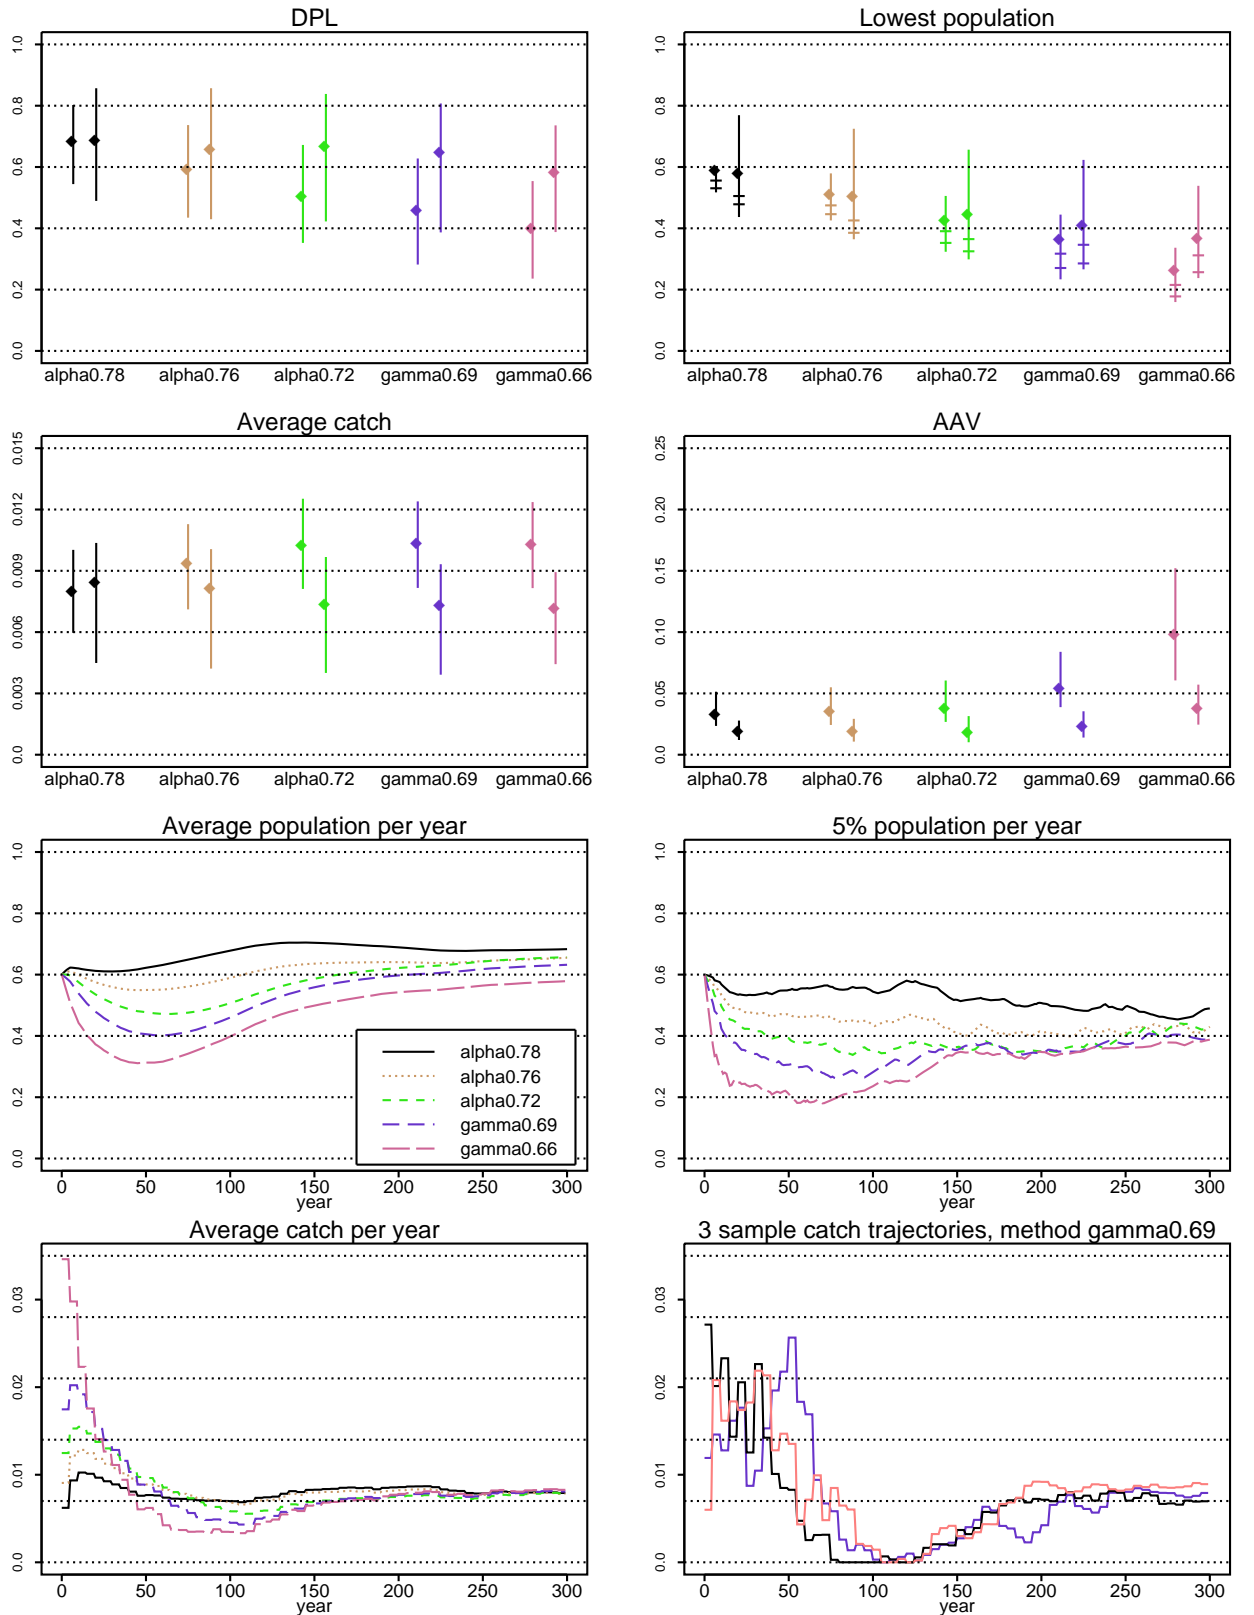 DPL
1.0
0.8
0.6
0.4
0.2
0.0
alpha0.78 alpha0.76 alpha0.72 gamma0.69 gamma0.66
Lowest population
1.0
0.8
0.6
0.4
0.2
0.0
alpha0.78 alpha0.76 alpha0.72 gamma0.69 gamma0.66
Average catch
0.015
0.012
0.009
0.006
0.003
0.0
alpha0.78 alpha0.76 alpha0.72 gamma0.69 gamma0.66
AAV
0.25
0.20
0.15
0.10
0.05
0.0
alpha0.78 alpha0.76 alpha0.72 gamma0.69 gamma0.66
Average population per year
1.0
0.8
0.6
0.4
0.2
0.0
alpha0.78
alpha0.76
alpha0.72
gamma0.69
gamma0.66
0 50 100 150 200 250 300
year
5% population per year
1.0
0.8
0.6
0.4
0.2
0.0
0 50 100 150 200 250 300
year
Average catch per year
0.03
0.02
0.01
0.0
0 50 100 150 200 250 300
year
3 sample catch trajectories, method gamma0.69
0.03
0.02
0.01
0.0
0 50 100 150 200 250 300
year